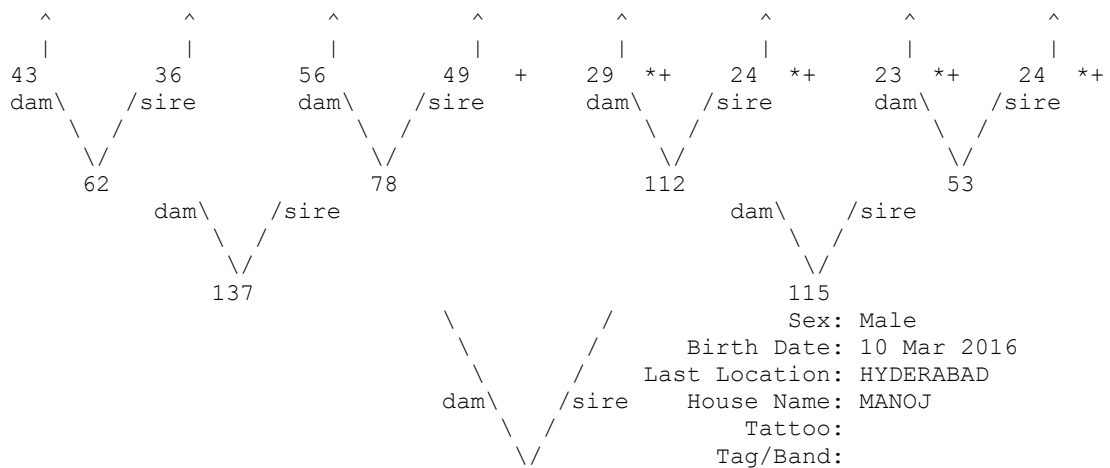 ^ ^ ^ ^ ^ ^ ^ ^
| | | | | | | |
43 36 56 49 + 29 *+ 24 *+ 23 *+ 24 *+
dam\ /sire dam\ /sire dam\ /sire dam\ /sire
\ / \ / \ / \ /
\/ \/ \/ \/
62 78 112 53
dam\ /sire dam\ /sire
\ / \ /
\/ \/
137 115
\ / Sex: Male
\ / Birth Date: 10 Mar 2016
\ / Last Location: HYDERABAD
dam\ /sire House Name: MANOJ
\ / Tattoo:
\/ Tag/Band: